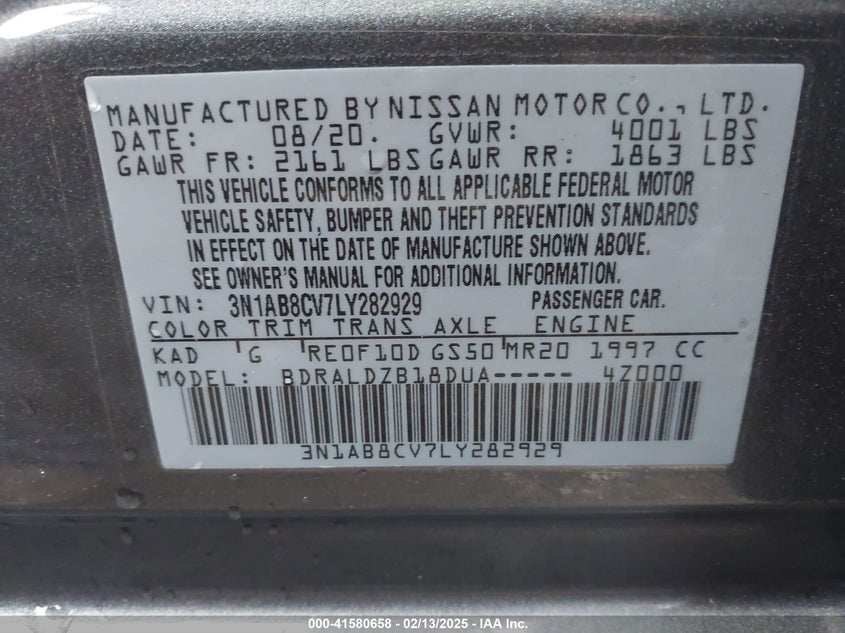 MANUFACTURED BY NISSAN MOTOR CO., LTD.
DATE: 08/20. GVWR: 4001 LBS
GAWR FR: 2161 LBS GAWR RR: 1863 LBS
THIS VEHICLE CONFORMS TO ALL APPLICABLE FEDERAL MOTOR
VEHICLE SAFETY, BUMPER AND THEFT PREVENTION STANDARDS
IN EFFECT ON THE DATE OF MANUFACTURE SHOWN ABOVE.
SEE OWNER'S MANUAL FOR ADDITIONAL INFORMATION.
VIN: 3N1AB8CV7LY282929 PASSENGER CAR.
COLOR TRIM TRANS AXLE ENGINE
KAD 'G 'RE0F10D GS50'MR20 1997 CC
MODEL: BDRALDZB18DUA----- 4Z000
3N1AB8CV7LY282929
000-41580658 - 02/13/2025 - IAA Inc.